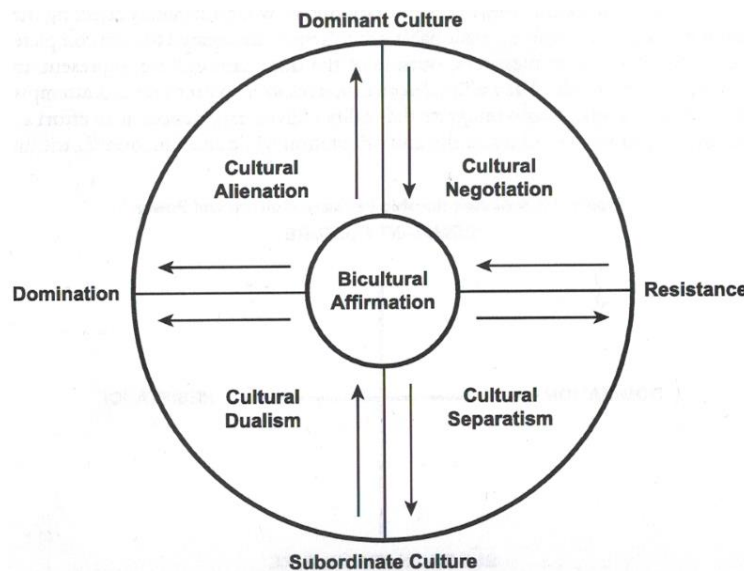 Dominant Culture
Cultural
Alienation
Cultural
Negotiation
Domination
Bicultural
Affirmation
Resistance
Cultural
Dualism
Cultural
Separatism
Subordinate Culture